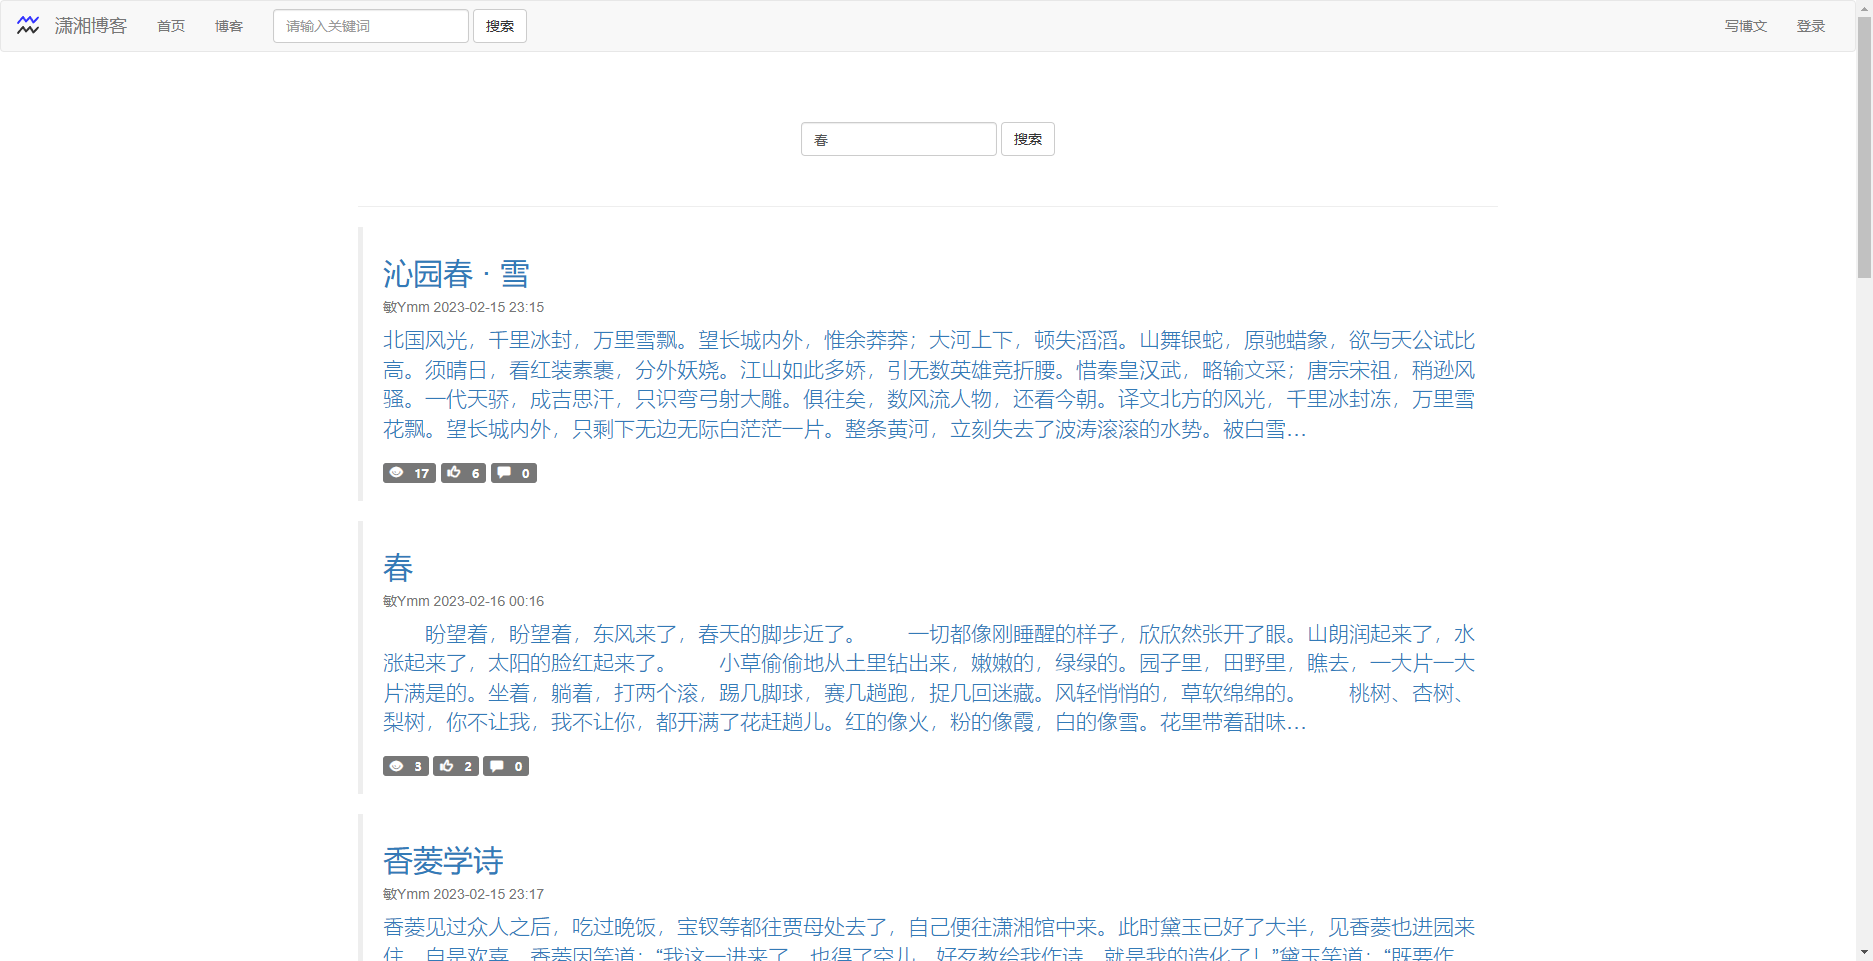 潇湘博客 首页 博客 请输入关键词 搜索 写博文 登录
春 搜索
沁园春 · 雪
敏Ymm 2023-02-15 23:15
北国风光，千里冰封，万里雪飘。望长城内外，惟余莽莽；大河上下，顿失滔滔。山舞银蛇，原驰蜡象，欲与天公试比
高。须晴日，看红装素裹，分外妖娆。江山如此多娇，引无数英雄竞折腰。惜秦皇汉武，略输文采；唐宗宋祖，稍逊风
骚。一代天骄，成吉思汗，只识弯弓射大雕。俱往矣，数风流人物，还看今朝。译文北方的风光，千里冰封冻，万里雪
花飘。望长城内外，只剩下无边无际白茫茫一片。整条黄河，立刻失去了波涛滚滚的水势。被白雪…
17 6 0
春
敏Ymm 2023-02-16 00:16
盼望着，盼望着，东风来了，春天的脚步近了。 一切都像刚睡醒的样子，欣欣然张开了眼。山朗润起来了，水
涨起来了，太阳的脸红起来了。 小草偷偷地从土里钻出来，嫩嫩的，绿绿的。园子里，田野里，瞧去，一大片一大
片满是的。坐着，躺着，打两个滚，踢几脚球，赛几趟跑，捉几回迷藏。风轻悄悄的，草软绵绵的。 桃树、杏树、
梨树，你不让我，我不让你，都开满了花赶趟儿。红的像火，粉的像霞，白的像雪。花里带着甜味…
3 2 0
香菱学诗
敏Ymm 2023-02-15 23:17
香菱见过众人之后，吃过晚饭，宝钗等都往贾母处去了，自己便往潇湘馆中来。此时黛玉已好了大半，见香菱也进园来
住，自是欢喜。香菱因笑道：“我这一进来了，也得了空儿，好歹教给我作诗，就是我的造化了！”黛玉笑道：“既要作